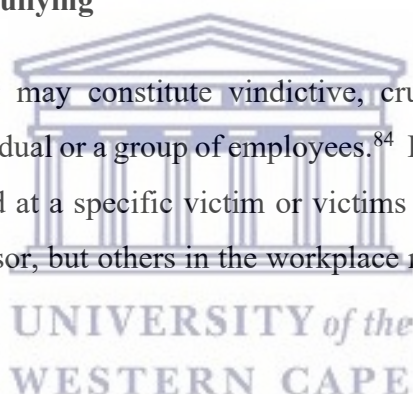 may constitute vindictive, cru
dual or a group of employees.84
d at a specific victim or victims
sor, but others in the workplace
UNIVERSITY of the
WESTERN CAPE